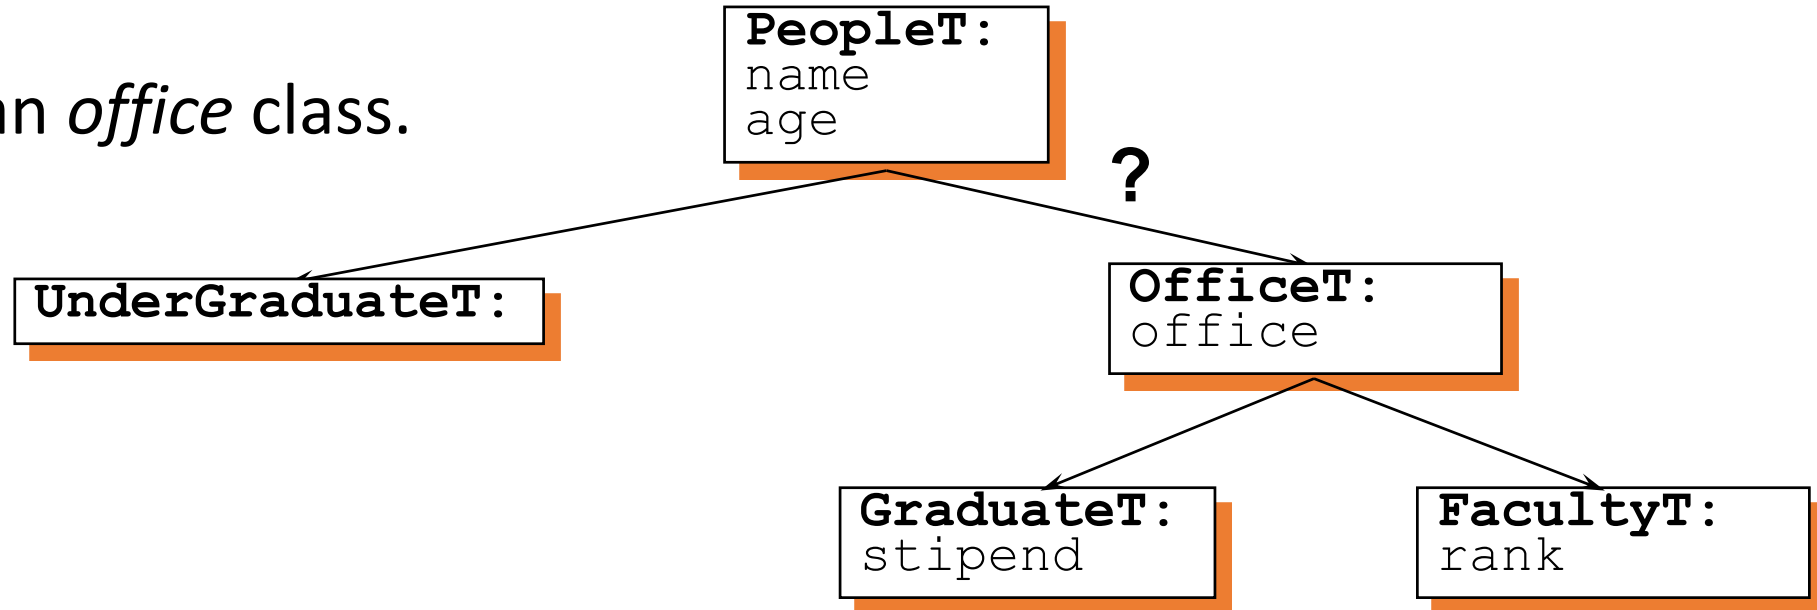 PeopleT:
name
age
an office class.
?
UnderGraduateT:
OfficeT:
office
GraduateT:
stipend
FacultyT:
rank